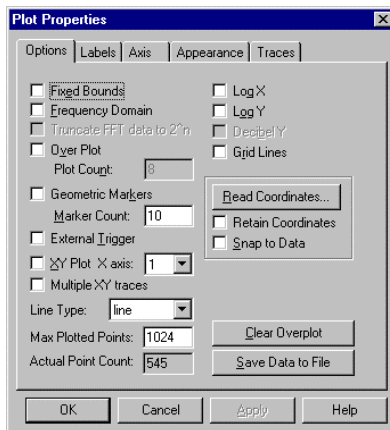 Plot Properties
Options Labels Axis Appearance Traces
Fixed Bounds
Frequency Domain
Truncate FFT data to 2^n
Over Plot
Plot Count: 8
Geometric Markers
Marker Count: 10
External Trigger
XY Plot X axis: 1
Multiple XY traces
Line Type: line
Max Plotted Points: 1024
Actual Point Count: 545
Log X
Log Y
Decibel Y
Grid Lines
Read Coordinates...
Retain Coordinates
Snap to Data
Clear Overplot
Save Data to File
OK Cancel Apply Help